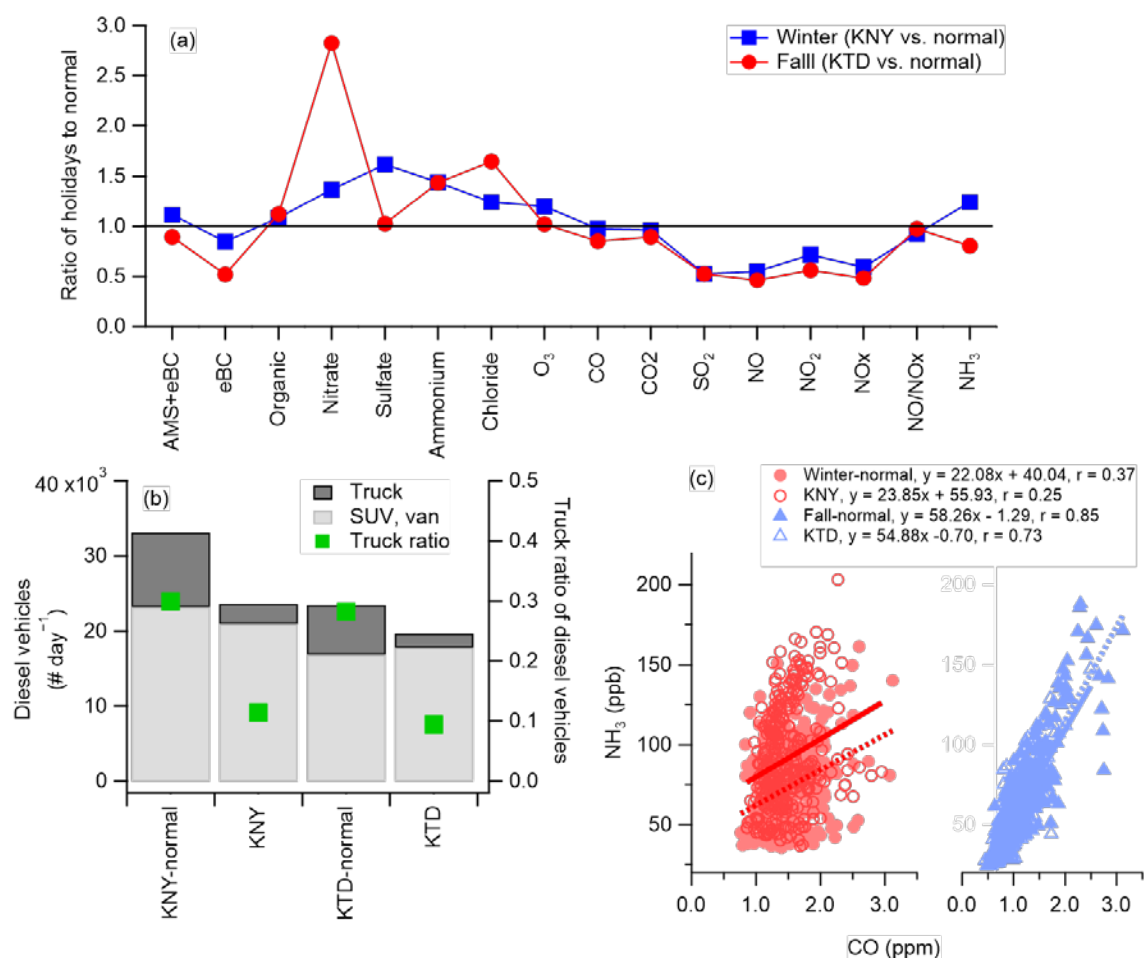 3.0
(a)
Winter (KNY vs. normal)
Falll (KTD vs. normal)
2.5
2.0
1.5
1.0
0.5
0.0
Ratio of holidays to normal
AMS+eBC
eBC
Organic
Nitrate
Sulfate
Ammonium
Chloride
O₃
CO
CO2
SO₂
NO
NO₂
NOx
NO/NOx
NH₃
40 x10³
(b)
Truck
SUV, van
Truck ratio
0.5
30
0.4
20
0.3
0.2
10
0.1
0
0.0
Diesel vehicles
(# day⁻¹)
Truck ratio of
diesel vehicles
KNY-normal
KNY
KTD-normal
KTD
(c)
Winter-normal, y = 22.08x + 40.04, r = 0.37
KNY, y = 23.85x + 55.93, r = 0.25
Fall-normal, y = 58.26x - 1.29, r = 0.85
KTD, y = 54.88x -0.70, r = 0.73
200
150
100
50
NH₃ (ppb)
200
150
100
50
0.0 1.0 2.0 3.0
0.0 1.0 2.0 3.0
CO (ppm)